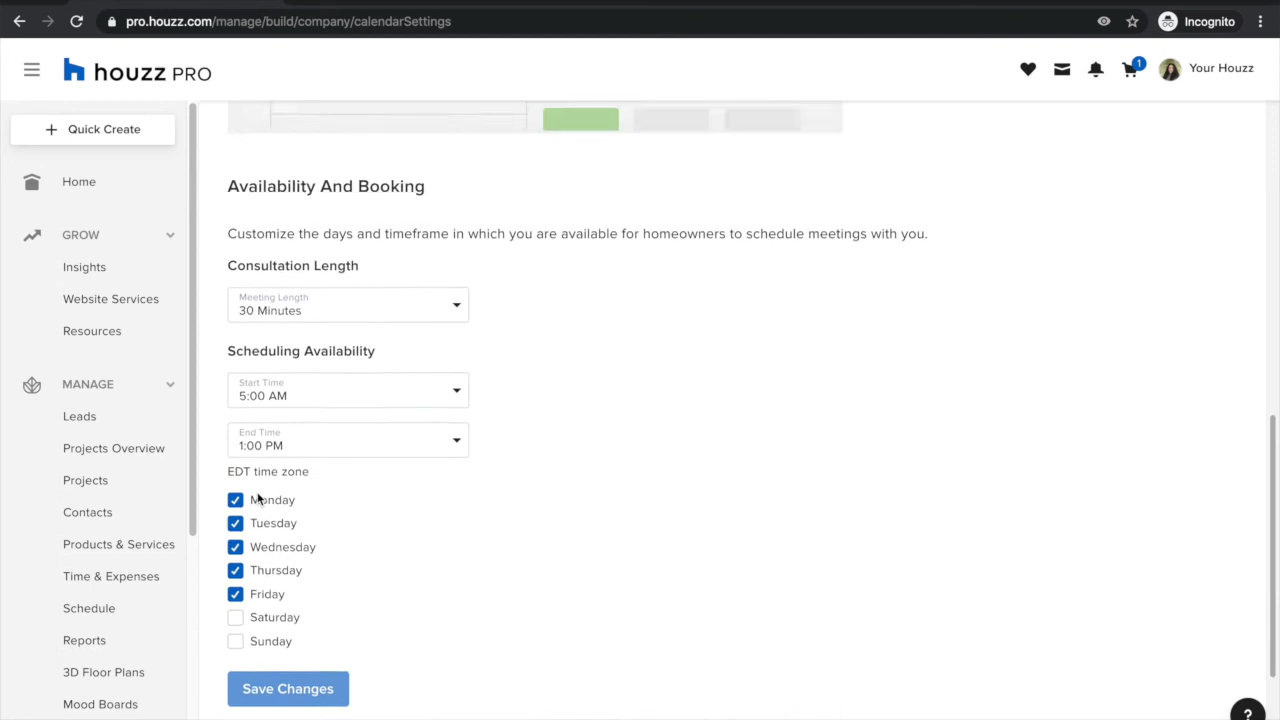 pro.houzz.com/manage/build/company/calendarSettings
Incognito
houzz PRO
1
Your Houzz
+ Quick Create
Home
GROW
Insights
Website Services
Resources
MANAGE
Leads
Projects Overview
Projects
Contacts
Products & Services
Time & Expenses
Schedule
Reports
3D Floor Plans
Mood Boards
Availability And Booking
Customize the days and timeframe in which you are available for homeowners to schedule meetings with you.
Consultation Length
Meeting Length
30 Minutes
Scheduling Availability
Start Time
5:00 AM
End Time
1:00 PM
EDT time zone
Monday
Tuesday
Wednesday
Thursday
Friday
Saturday
Sunday
Save Changes
?